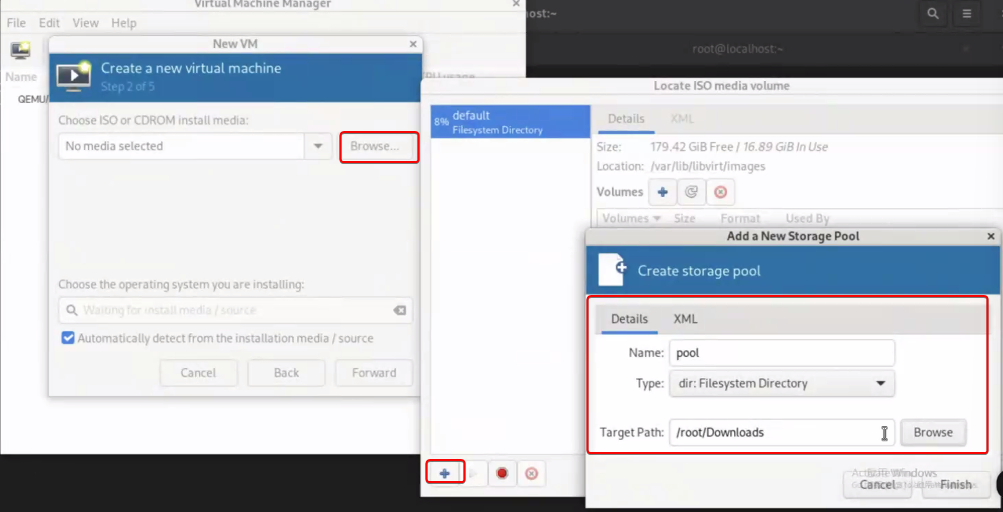 Virtual Machine Manager
File Edit View Help
Name
CPU usage
QEMU/
host:~
root@localhost:~
New VM
Create a new virtual machine
Step 2 of 5
Choose ISO or CDROM install media:
No media selected
Browse...
Choose the operating system you are installing:
Waiting for install media / source
Automatically detect from the installation media / source
Cancel Back Forward
Locate ISO media volume
8% default
Filesystem Directory
Details XML
Size: 179.42 GiB Free / 16.89 GiB In Use
Location: /var/lib/libvirt/images
Volumes
Volumes Size Format Used By
Add a New Storage Pool
Create storage pool
Details XML
Name: pool
Type: dir: Filesystem Directory
Target Path: /root/Downloads Browse
Windows
Cancel Finish